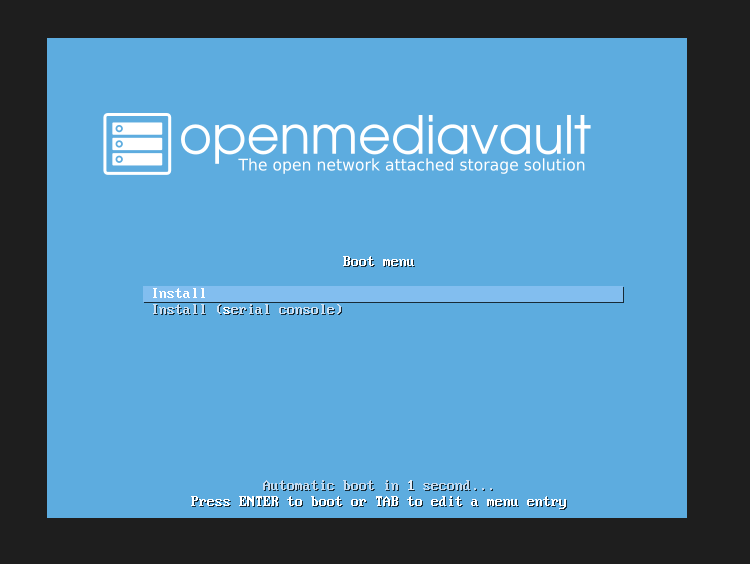 openmediavault
The open network attached storage solution
Boot menu
Install
Install (serial console)
Automatic boot in 1 second...
Press ENTER to boot or TAB to edit a menu entry